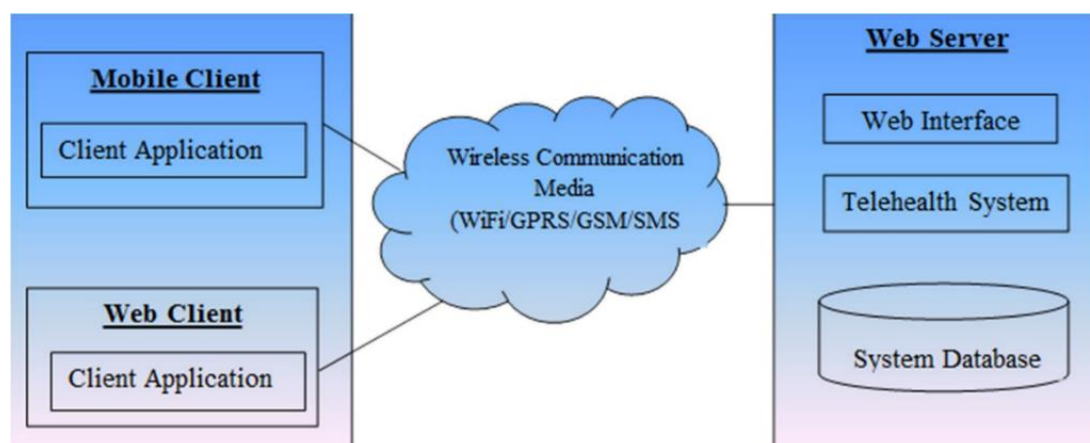 Mobile Client
Client Application
Web Client
Client Application
Wireless Communication
Media
(WiFi/GPRS/GSM/SMS
Web Server
Web Interface
Telehealth System
System Database